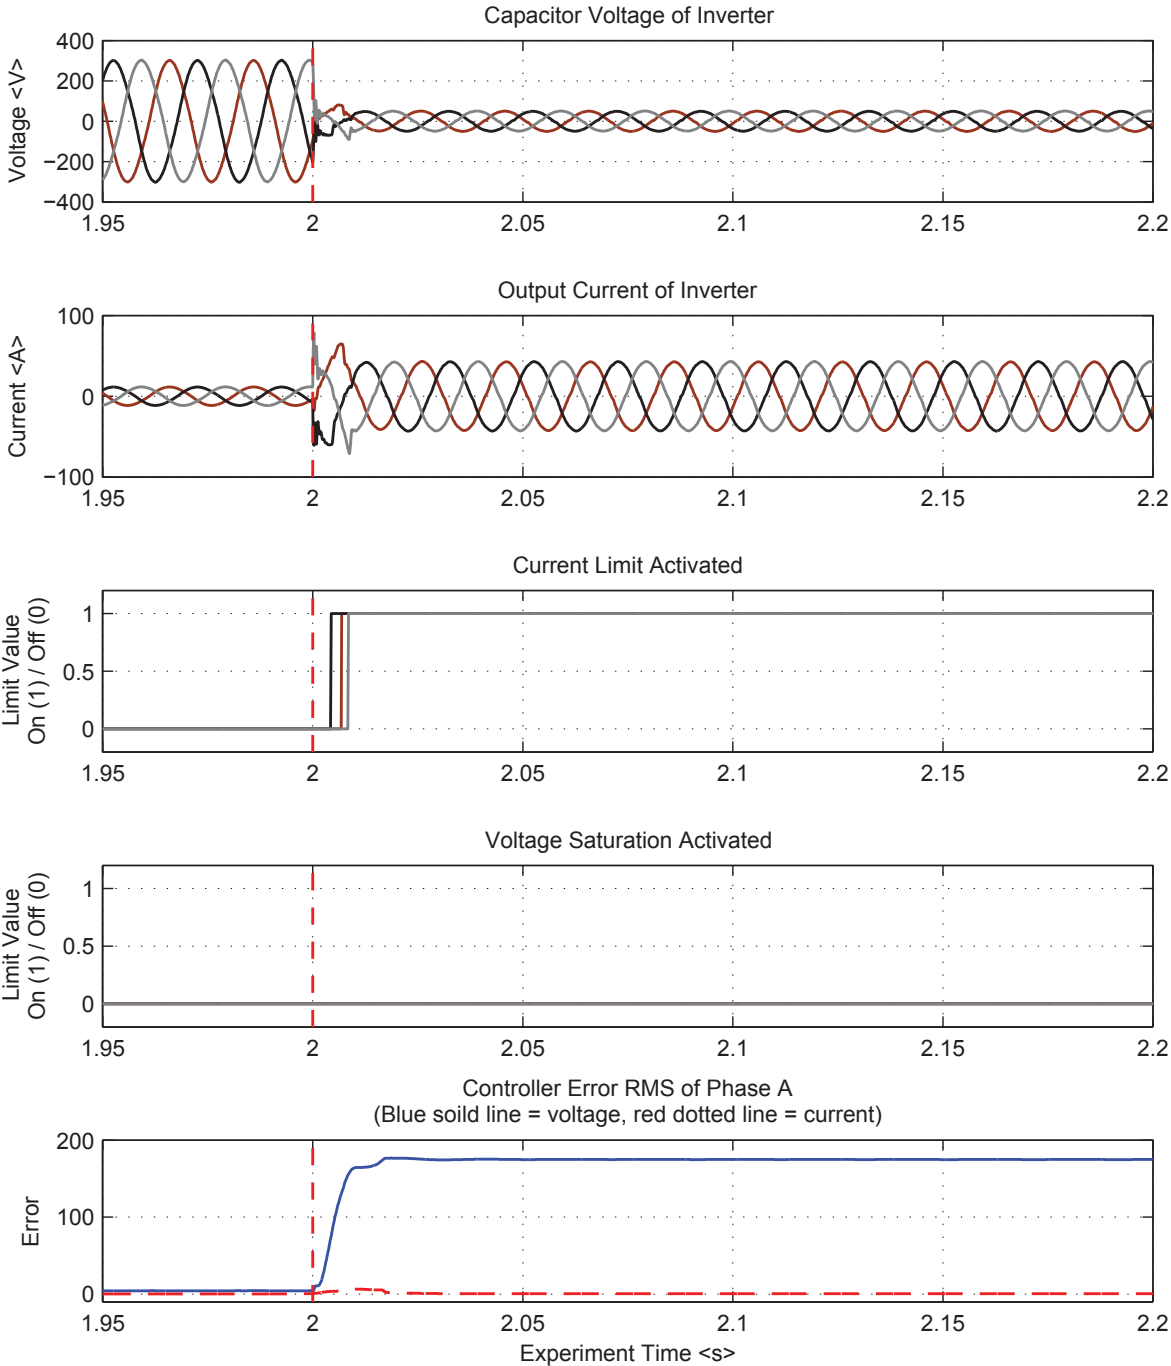 Capacitor Voltage of Inverter
Voltage <V>
400
200
0
−200
−400
1.95 2 2.05 2.1 2.15 2.2
Output Current of Inverter
Current <A>
100
0
−100
1.95 2 2.05 2.1 2.15 2.2
Current Limit Activated
Limit Value
On (1) / Off (0)
1
0.5
0
1.95 2 2.05 2.1 2.15 2.2
Voltage Saturation Activated
Limit Value
On (1) / Off (0)
1
0.5
0
1.95 2 2.05 2.1 2.15 2.2
Controller Error RMS of Phase A
(Blue soild line = voltage, red dotted line = current)
Error
200
100
0
1.95 2 2.05 2.1 2.15 2.2
Experiment Time <s>